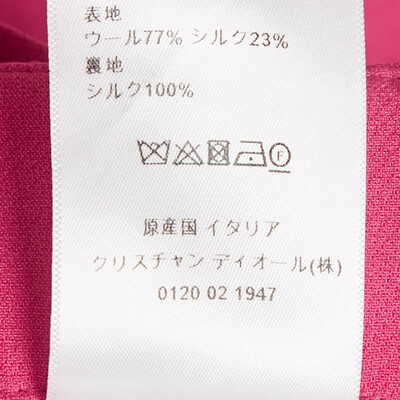 表地
ウール77% シルク23%
裏地
シルク100%
原産国 イタリア
クリスチャン ディオール(株)
0120 02 1947